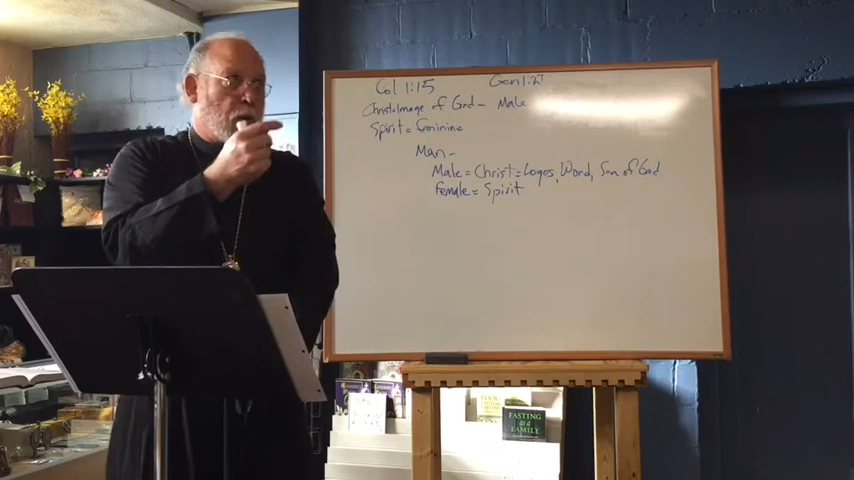 Col 1:15 Gen 1:27
Christ=Image of God- Male
Spirit = feminine
Man-
Male = Christ = Logos, Word, Son of God
Female = Spirit
FASTING
AS A
FAMILY